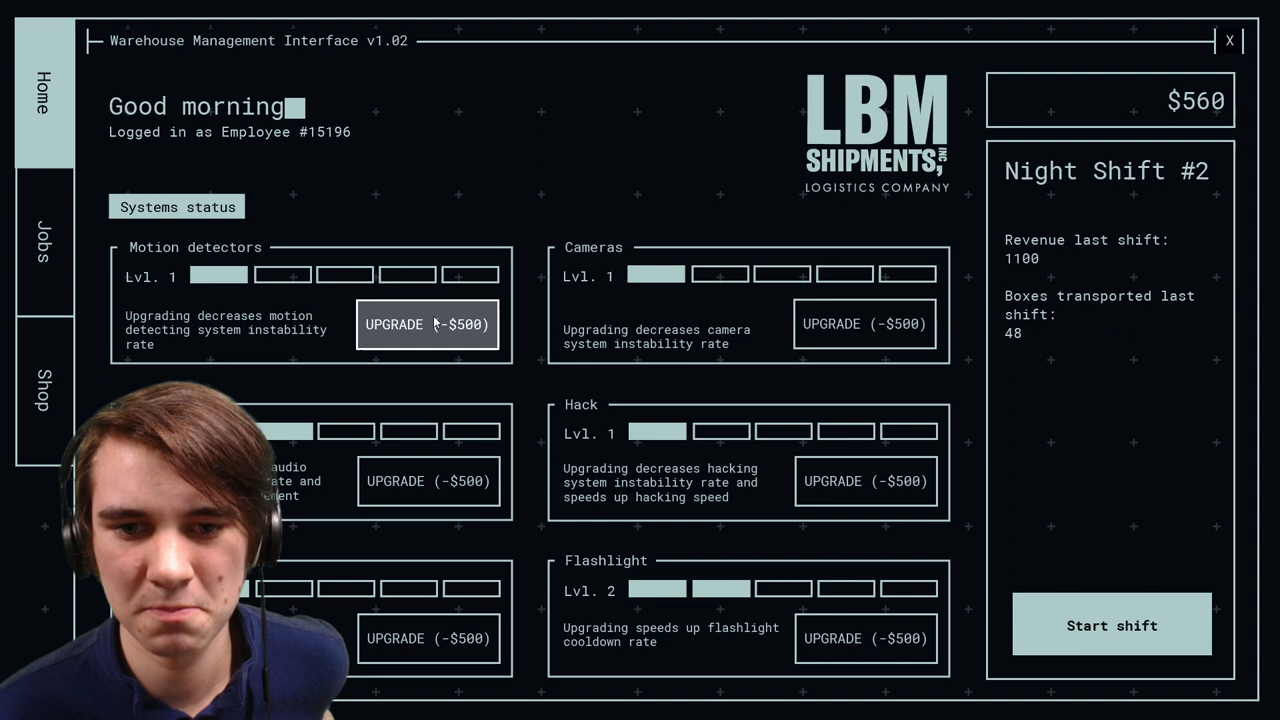 Warehouse Management Interface v1.02
X
Home
Jobs
Shop
Good morning
Logged in as Employee #15196
LBM
SHIPMENTS, INC
LOGISTICS COMPANY
$560
Systems status
Motion detectors
Lvl. 1
Upgrading decreases motion
detecting system instability
rate
UPGRADE (-$500)
Cameras
Lvl. 1
Upgrading decreases camera
system instability rate
UPGRADE (-$500)
audio
rate and
UPGRADE (-$500)
Hack
Lvl. 1
Upgrading decreases hacking
system instability rate and
speeds up hacking speed
UPGRADE (-$500)
UPGRADE (-$500)
Flashlight
Lvl. 2
Upgrading speeds up flashlight
cooldown rate
UPGRADE (-$500)
Night Shift #2
Revenue last shift:
1100
Boxes transported last
shift:
48
Start shift